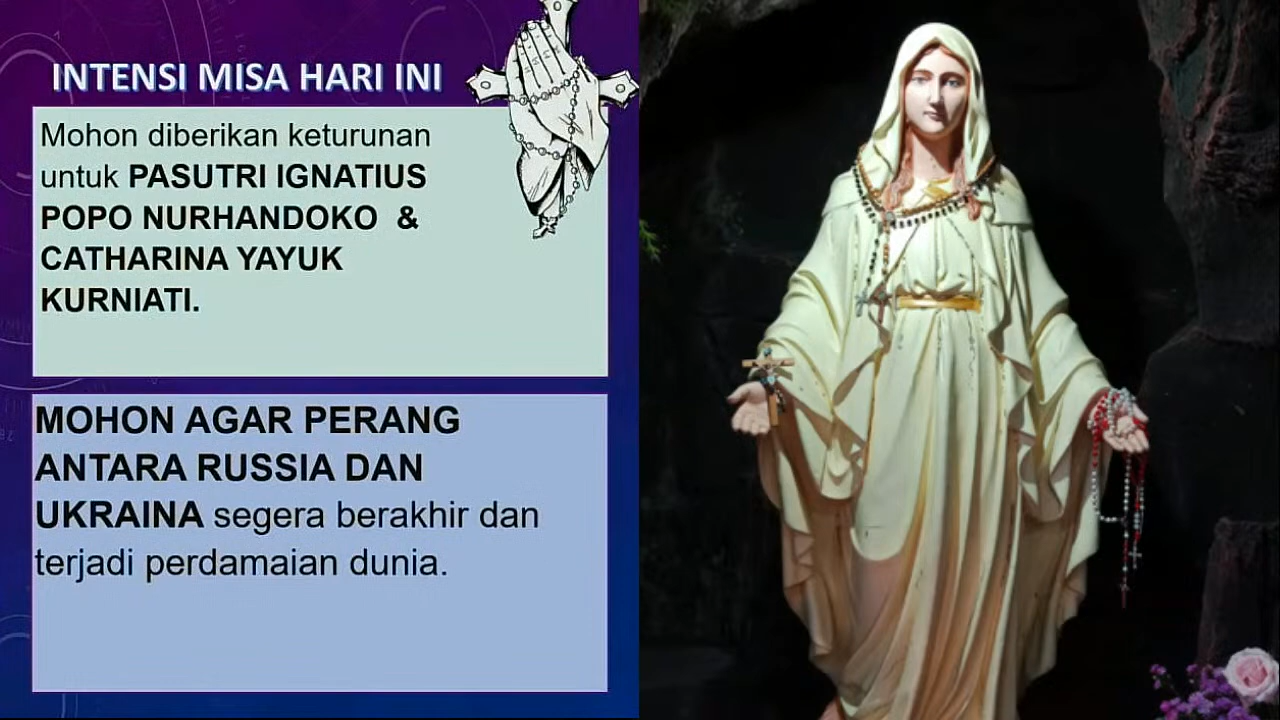 INTENSI MISA HARI INI
Mohon diberikan keturunan
untuk PASUTRI IGNATIUS
POPO NURHANDOKO &
CATHARINA YAYUK
KURNIATI.
MOHON AGAR PERANG
ANTARA RUSSIA DAN
UKRAINA segera berakhir dan
terjadi perdamaian dunia.